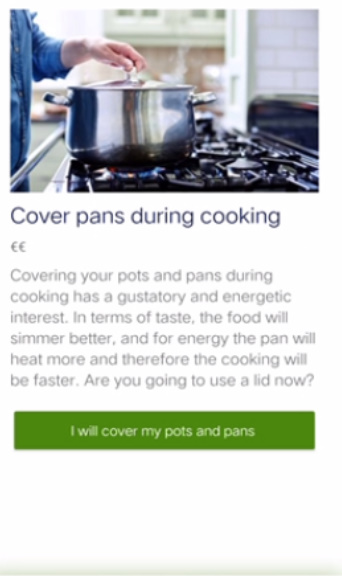 Cover pans during cooking
€€
Covering your pots and pans during
cooking has a gustatory and energetic
interest. In terms of taste, the food will
simmer better, and for energy the pan will
heat more and therefore the cooking will
be faster. Are you going to use a lid now?
I will cover my pots and pans